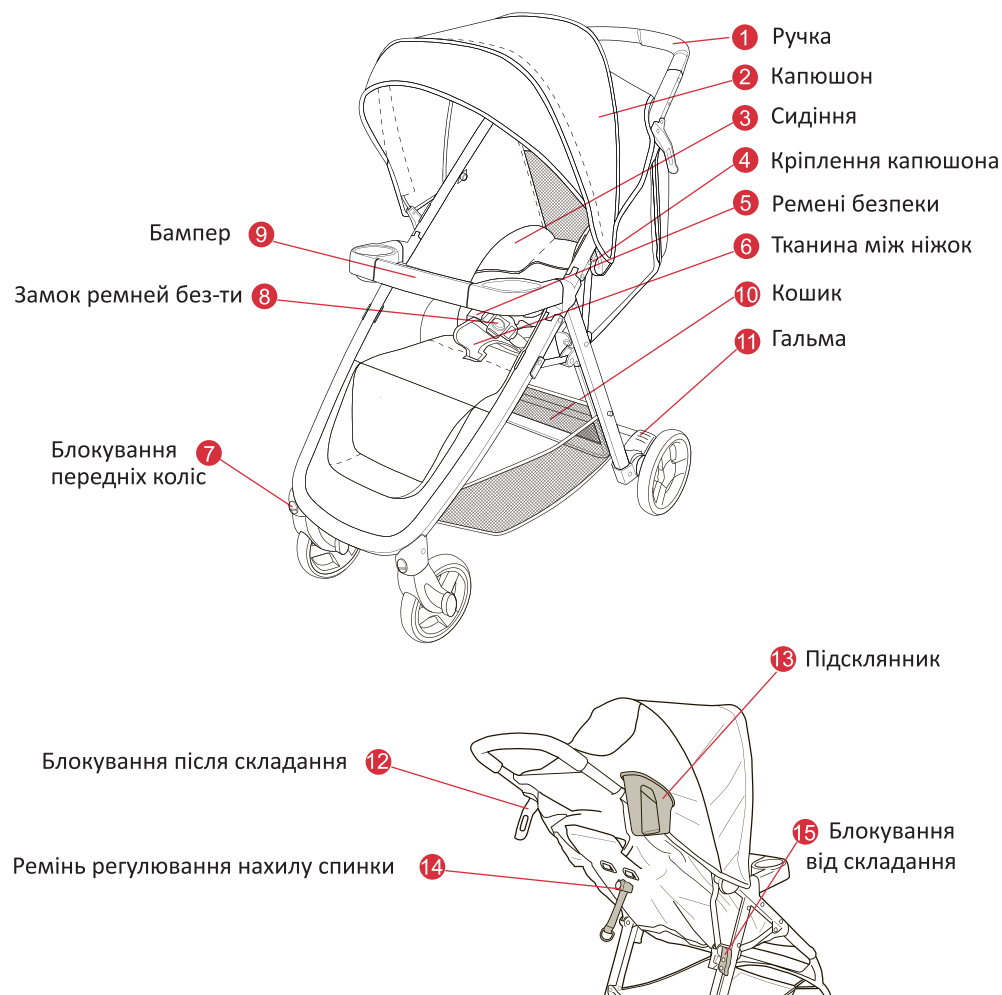 1 Ручка
2 Капюшон
3 Сидіння
4 Кріплення капюшона
5 Ремені безпеки
6 Тканина між ніжок
Бампер 9
Замок ремней без-ти 8
10 Кошик
11 Гальма
Блокування 7
передніх коліс
13 Підсклянник
Блокування після складання 12
15 Блокування
від складання
Ремінь регулювання нахилу спинки 14